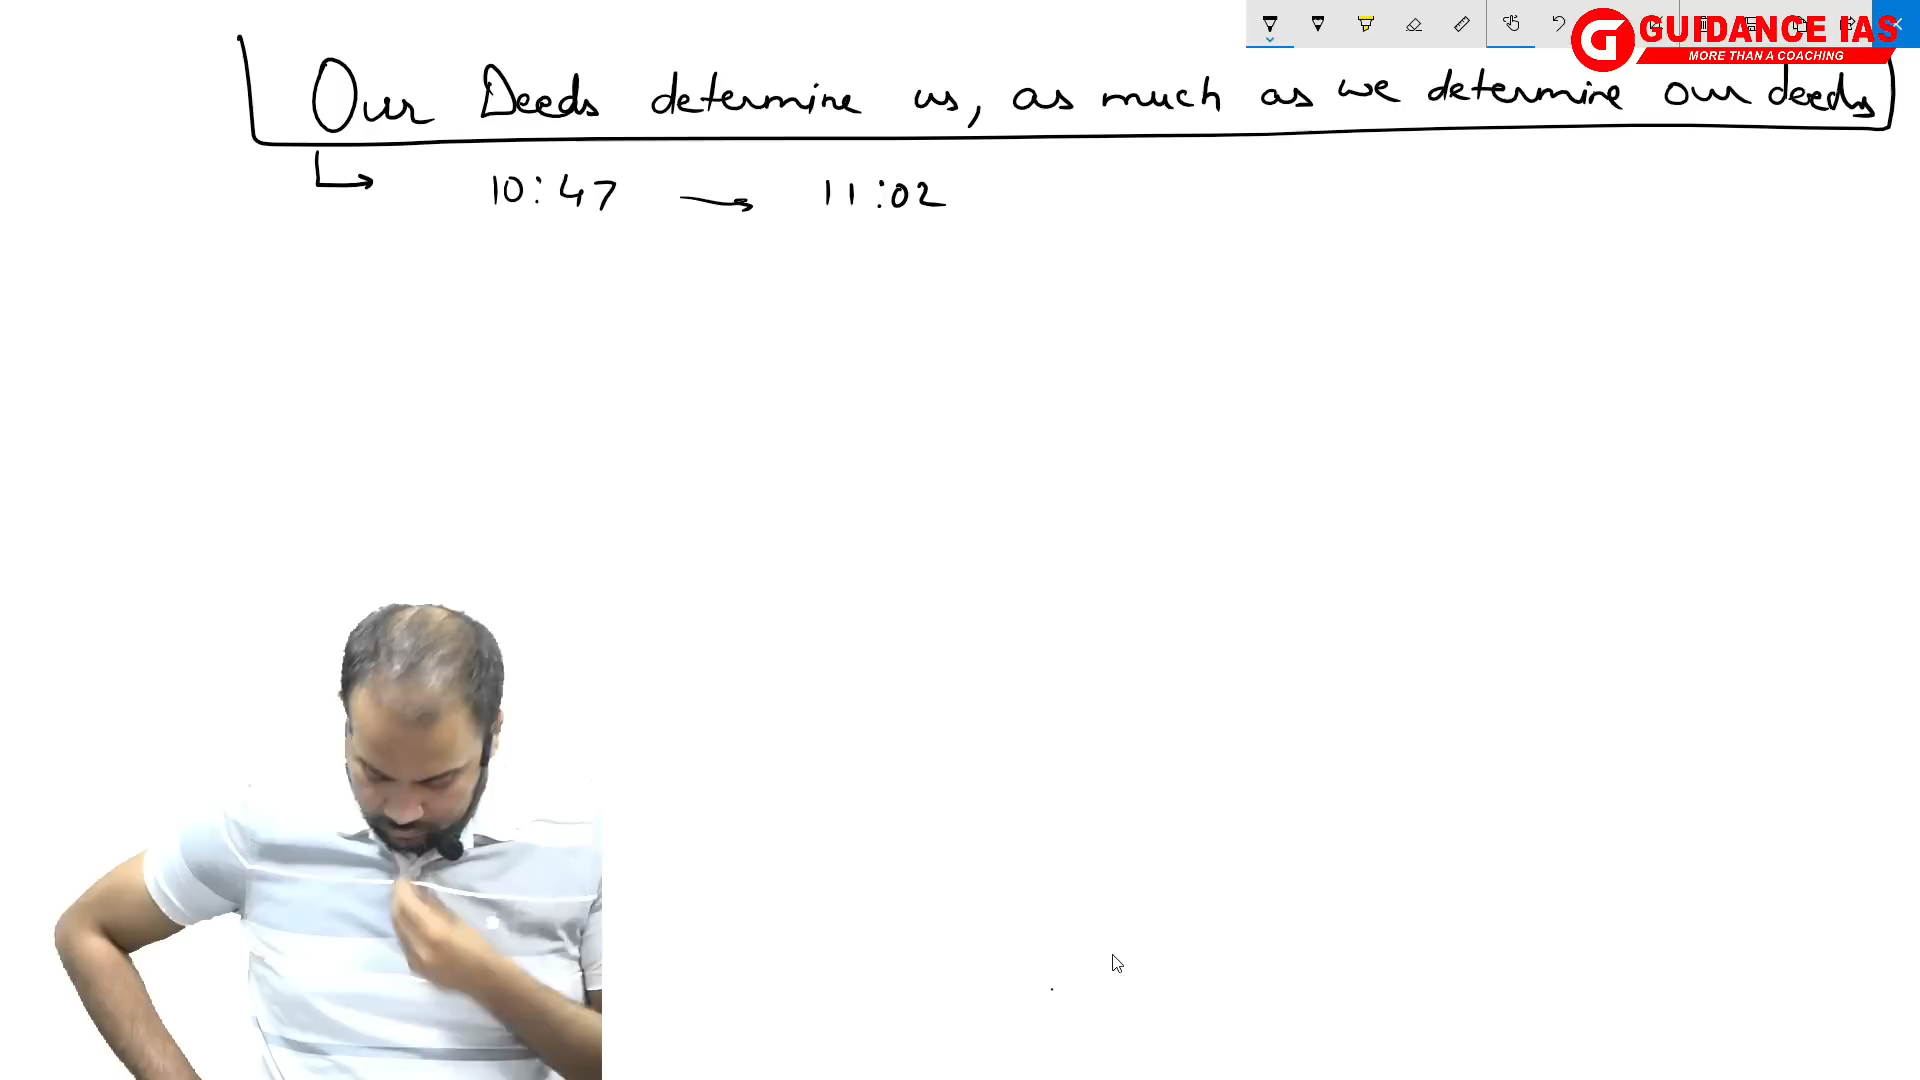 GUIDANCE IAS
MORE THAN A COACHING
Our Deeds determine us, as much as we determine our deeds
10:47 → 11:02